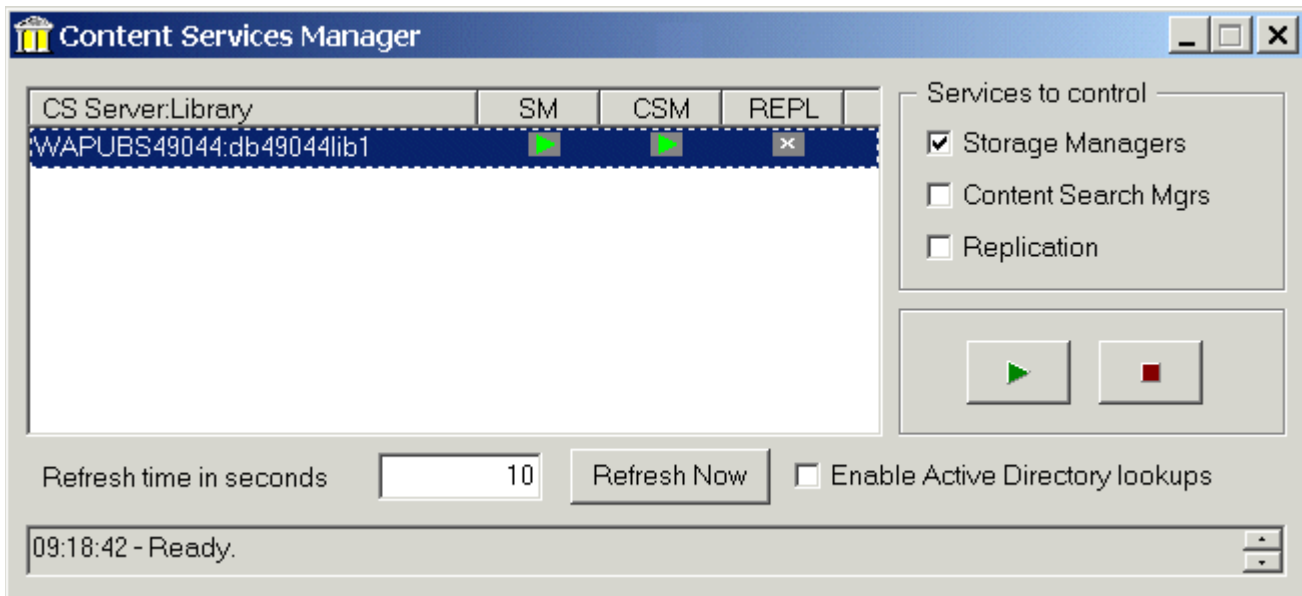 Content Services Manager
CS Server:Library SM CSM REPL
WAPUBS49044:db49044lib1
Services to control
Storage Managers
Content Search Mgrs
Replication
Refresh time in seconds 10 Refresh Now Enable Active Directory lookups
09:18:42 - Ready.